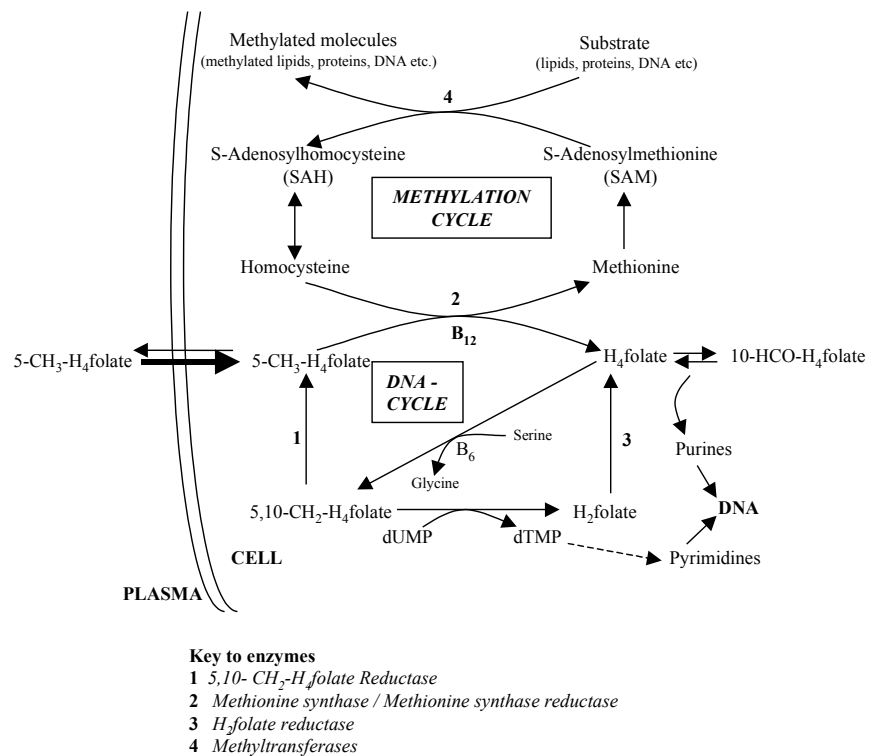 Methylated molecules
(methylated lipids, proteins, DNA etc.)
Substrate
(lipids, proteins, DNA etc)
4
S-Adenosylhomocysteine
(SAH)
S-Adenosylmethionine
(SAM)
METHYLATION
CYCLE
Homocysteine
Methionine
2
B₁₂
5-CH₃-H₄folate
5-CH₃-H₄folate
H₄folate
10-HCO-H₄folate
DNA -
CYCLE
1
Serine
B₆
Glycine
3
Purines
5,10-CH₂-H₄folate
H₂folate
DNA
dUMP
dTMP
Pyrimidines
CELL
PLASMA
Key to enzymes
1 5,10- CH₂-H₄folate Reductase
2 Methionine synthase / Methionine synthase reductase
3 H₂folate reductase
4 Methyltransferases